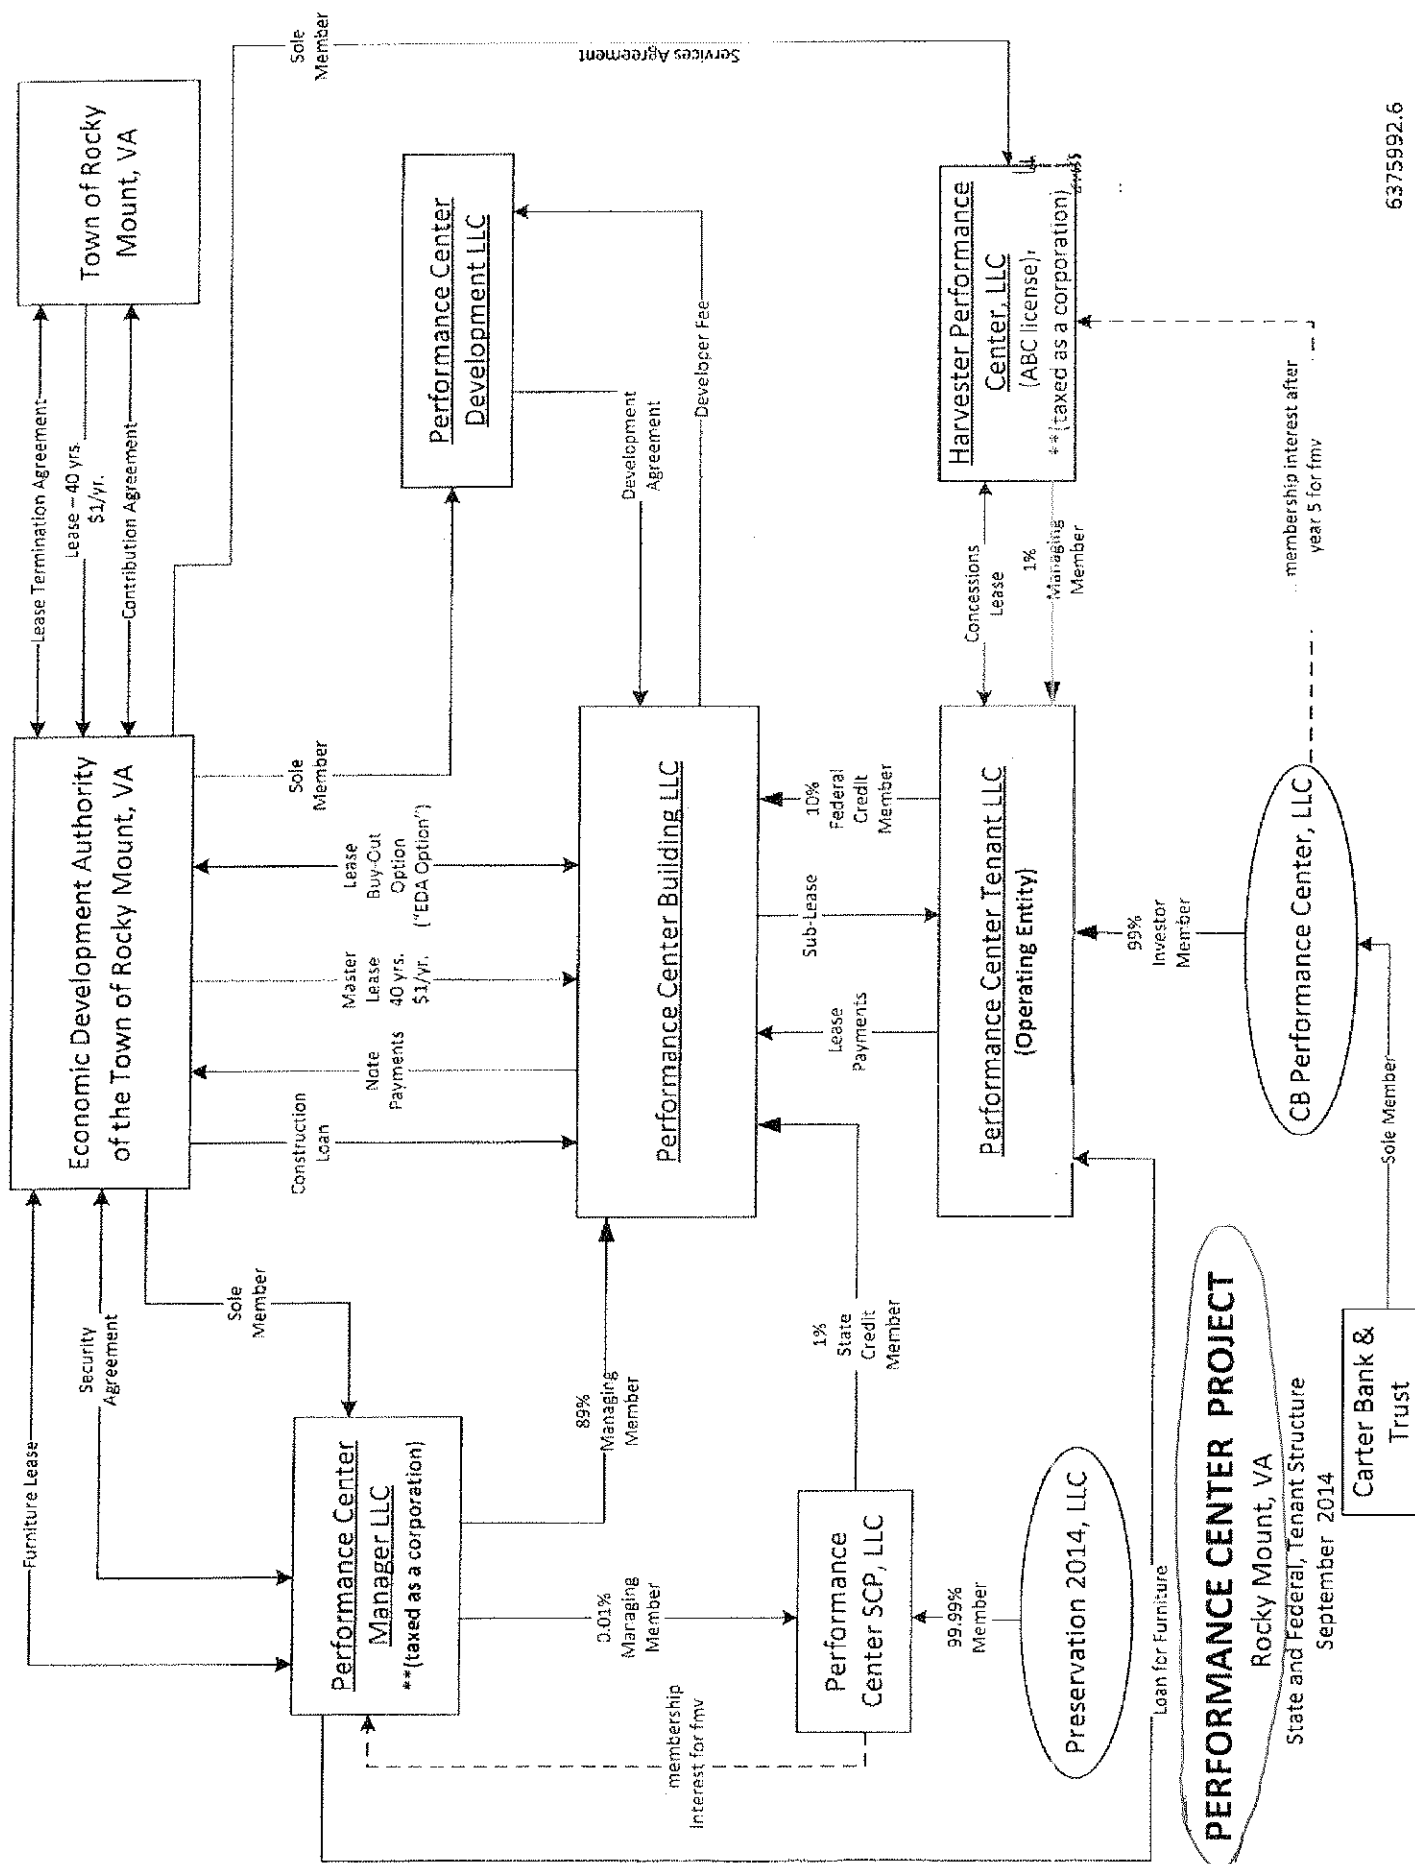 Furniture Lease
Security
Agreement
Economic Development Authority
of the Town of Rocky Mount, VA
Lease Termination Agreement
Lease – 40 yrs.
$1/yr.
Contribution Agreement
Town of Rocky
Mount, VA
Sole
Member
Services Agreement
Sole
Member
Construction
Loan
Note
Payments
Master
Lease
40 yrs.
$1/yr.
Lease
Buy-Out
Option
("EDA Option")
Sole
Member
Performance Center
Manager LLC
**(taxed as a corporation)
Performance Center
Development LLC
89%
Managing
Member
Performance Center Building LLC
Development
Agreement
Developer Fee
0.01%
Managing
Member
membership
Interest for fmv
1%
State
Credit
Member
Lease
Payments
Sub-Lease
10%
Federal
Credit
Member
Performance
Center SCP, LLC
99.99%
Member
Preservation 2014, LLC
Performance Center Tenant LLC
(Operating Entity)
Concessions
Lease
1%
Managing
Member
Harvester Performance
Center, LLC
(ABC license),
**(taxed as a corporation)
99%
Investor
Member
membership interest after
year 5 for fmv
Loan for Furniture
CB Performance Center, LLC
Sole Member
PERFORMANCE CENTER PROJECT
Rocky Mount, VA
State and Federal, Tenant Structure
September 2014
Carter Bank &
Trust
6375992.6